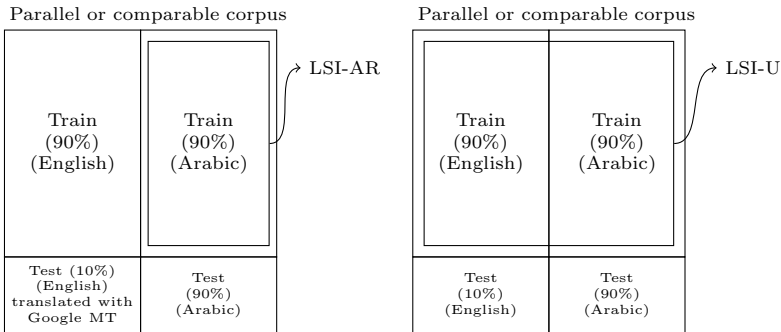 Parallel or comparable corpus
Train
(90%)
(English)
Train
(90%)
(Arabic)
LSI-AR
Test (10%)
(English)
translated with
Google MT
Test
(90%)
(Arabic)
Parallel or comparable corpus
Train
(90%)
(English)
Train
(90%)
(Arabic)
LSI-U
Test
(10%)
(English)
Test
(90%)
(Arabic)